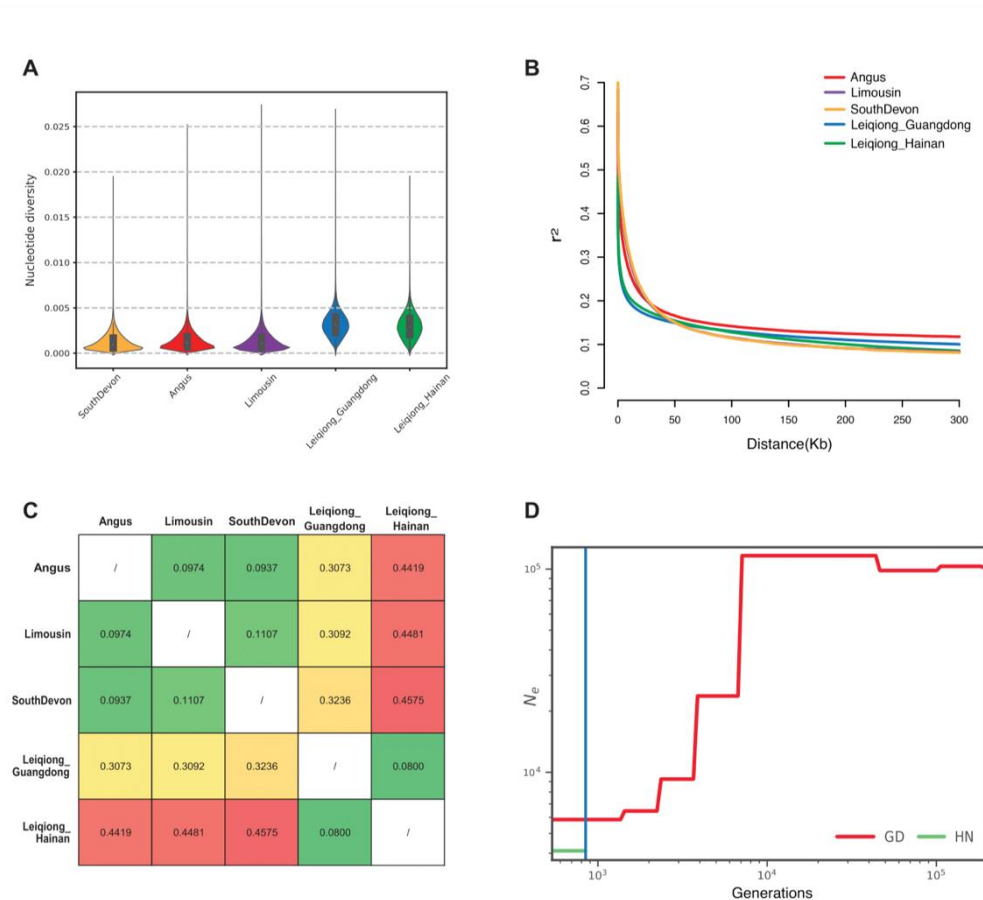 A
Nucleotide diversity
0.025
0.020
0.015
0.010
0.005
0.000
SouthDevon
Angus
Limousin
Leiqiong_Guangdong
Leiqiong_Hainan
B
r2
0.7
0.6
0.5
0.4
0.3
0.2
0.1
0.0
Angus
Limousin
SouthDevon
Leiqiong_Guangdong
Leiqiong_Hainan
0 50 100 150 200 250 300
Distance(Kb)
C
Angus Limousin SouthDevon Leiqiong_ Leiqiong_
Guangdong Hainan
Angus / 0.0974 0.0937 0.3073 0.4419
Limousin 0.0974 / 0.1107 0.3092 0.4481
SouthDevon 0.0937 0.1107 / 0.3236 0.4575
Leiqiong_
Guangdong 0.3073 0.3092 0.3236 / 0.0800
Leiqiong_
Hainan 0.4419 0.4481 0.4575 0.0800 /
D
Ne
10⁵
10⁴
GD HN
10³ 10⁴ 10⁵
Generations